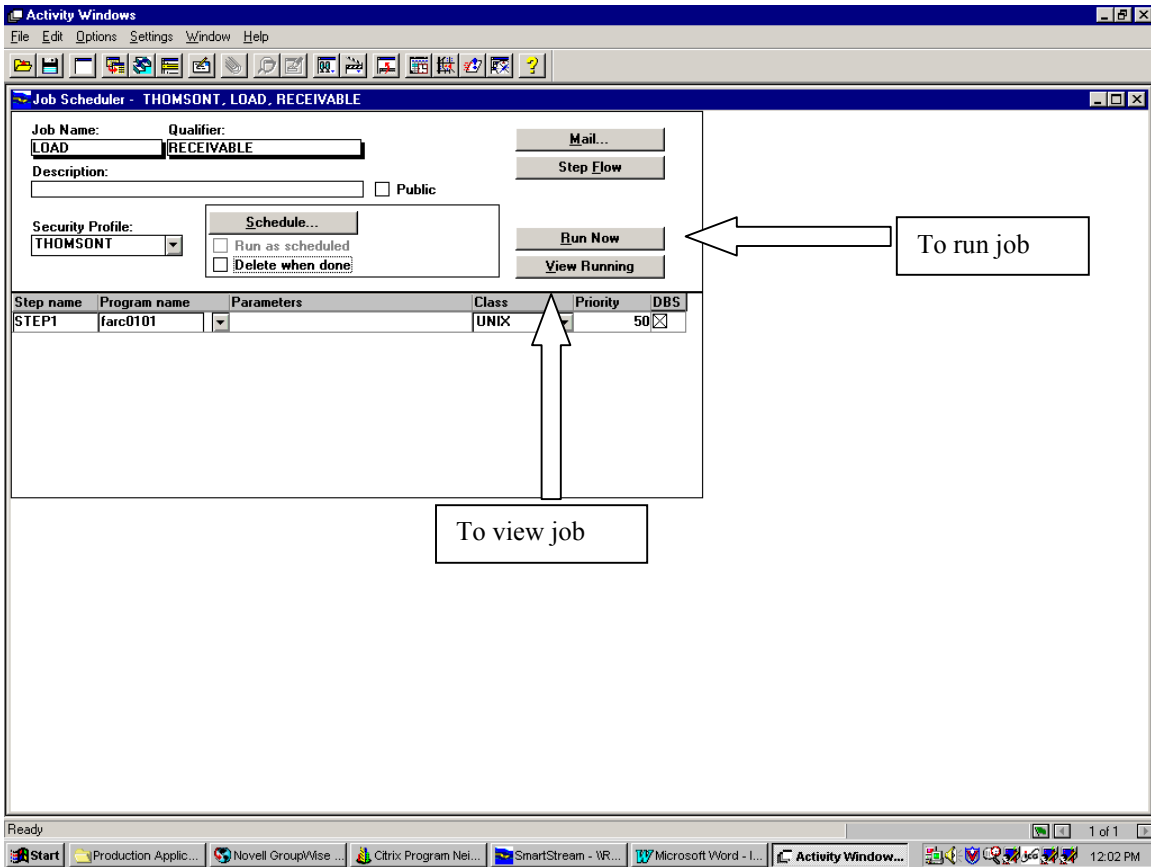 Activity Windows
File Edit Options Settings Window Help
Job Scheduler - THOMSONT, LOAD, RECEIVABLE
Job Name: Qualifier:
LOAD RECEIVABLE
Mail...
Description:
Step Flow
Public
Security Profile:
THOMSONT
Schedule...
Run as scheduled
Delete when done
Run Now
View Running
To run job
Step name Program name Parameters Class Priority DBS
STEP1 farc0101 UNIX 50
To view job
Ready
1 of 1
Start Production Applic... Novell GroupWise ... Citrix Program Nei... SmartStream - \R... Microsoft Word - I... Activity Window... 12:02 PM